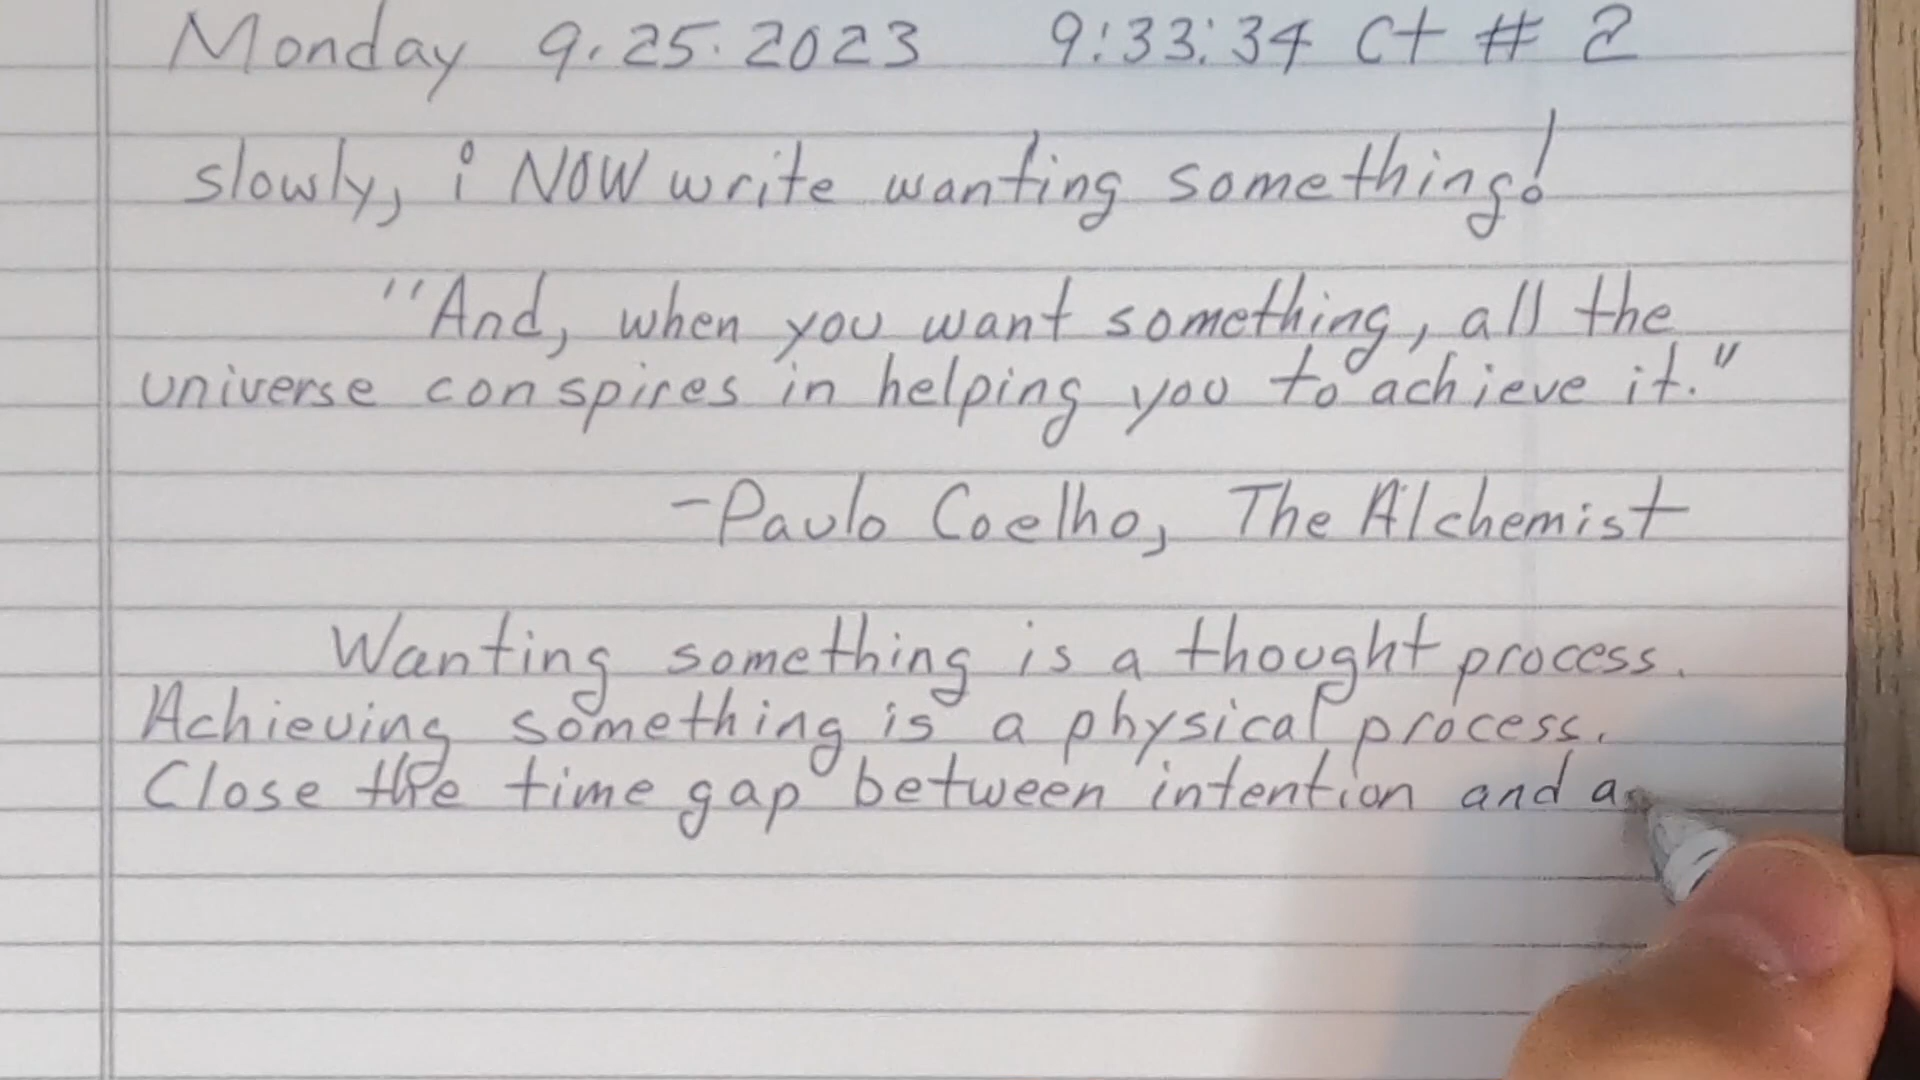 Monday 9.25.2023 9:33:34 Ct # 2
slowly, i NOW write wanting something!
"And, when you want something, all the
universe conspires in helping you to achieve it."
-Paulo Coelho, The Alchemist
Wanting something is a thought process.
Achieving something is a physical process.
Close the time gap between intention and a